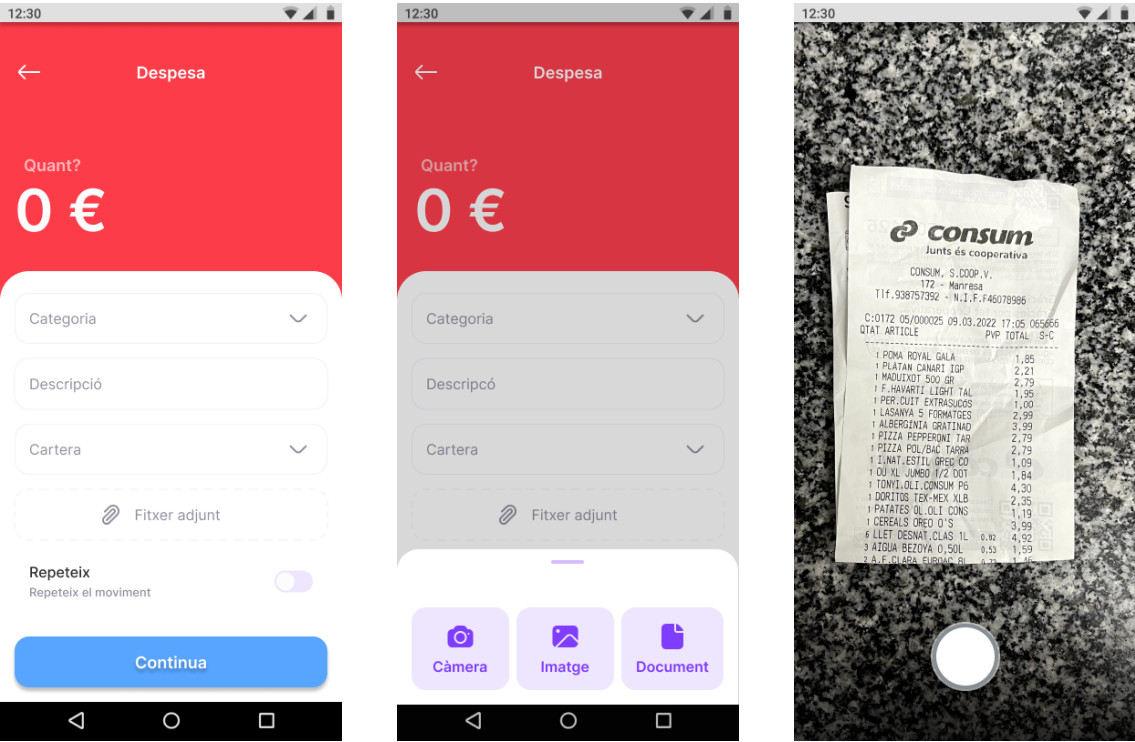 12:30
Despesa
Quant?
0 €
Categoria
Descripció
Cartera
Fitxer adjunt
Repeteix
Repeteix el moviment
Continua
12:30
Despesa
Quant?
0 €
Categoria
Descripcó
Cartera
Fitxer adjunt
Càmera
Imatge
Document
12:30
consum
Junts és cooperativa
CONSUM, S.COOP.V.
172 - Manresa
Tlf.938757392 - N.I.F.F46078986
C:0172 05/000025 09.03.2022 17:05 065666
QTAT ARTICLE PVP TOTAL S-C
1 POMA ROYAL GALA 1,85
1 PLATAN CANARI IGP 2,21
1 MADUIXOT 500 GR 2,79
1 F.HAVARTI LIGHT TAL 1,95
1 PER.CUIT EXTRASUCOS 1,00
1 LASANYA 5 FORMATGES 2,99
1 ALBERGÍNIA GRATINAD 3,99
1 PIZZA PEPPERONI TAR 2,79
1 PIZZA POL/BAC TARRA 2,79
1 I.NAT.ESTIL GREC CO 1,09
1 OU XL JUMBO 1/2 DOT 1,84
1 TONYI.OLI.CONSUM P6 4,30
1 DORITOS TEX-MEX XLB 2,35
1 PATATES OL.OLI CONS 1,19
1 CEREALS OREO O'S 3,99
6 LLET DESNAT.CLAS 1L 0,82 4,92
3 AIGUA BEZOYA 0,50L 0,53 1,59
2 A.F.CLARA